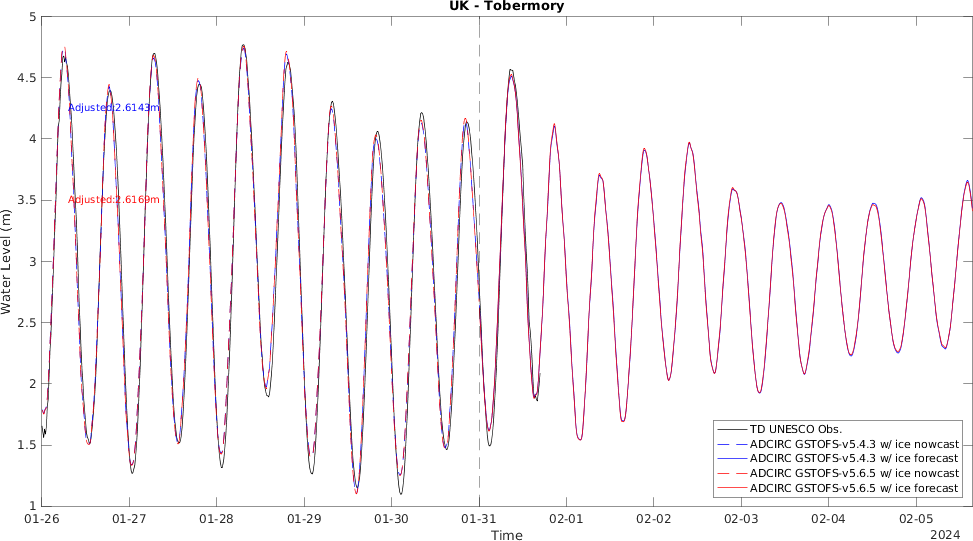 UK - Tobermory
5
4.5
4
3.5
3
2.5
2
1.5
1
Water Level (m)
Adjusted:2.6143m
Adjusted:2.6169m
TD UNESCO Obs.
ADCIRC GSTOFS-v5.4.3 w/ ice nowcast
ADCIRC GSTOFS-v5.4.3 w/ ice forecast
ADCIRC GSTOFS-v5.6.5 w/ ice nowcast
ADCIRC GSTOFS-v5.6.5 w/ ice forecast
01-26 01-27 01-28 01-29 01-30 01-31 02-01 02-02 02-03 02-04 02-05
Time
2024